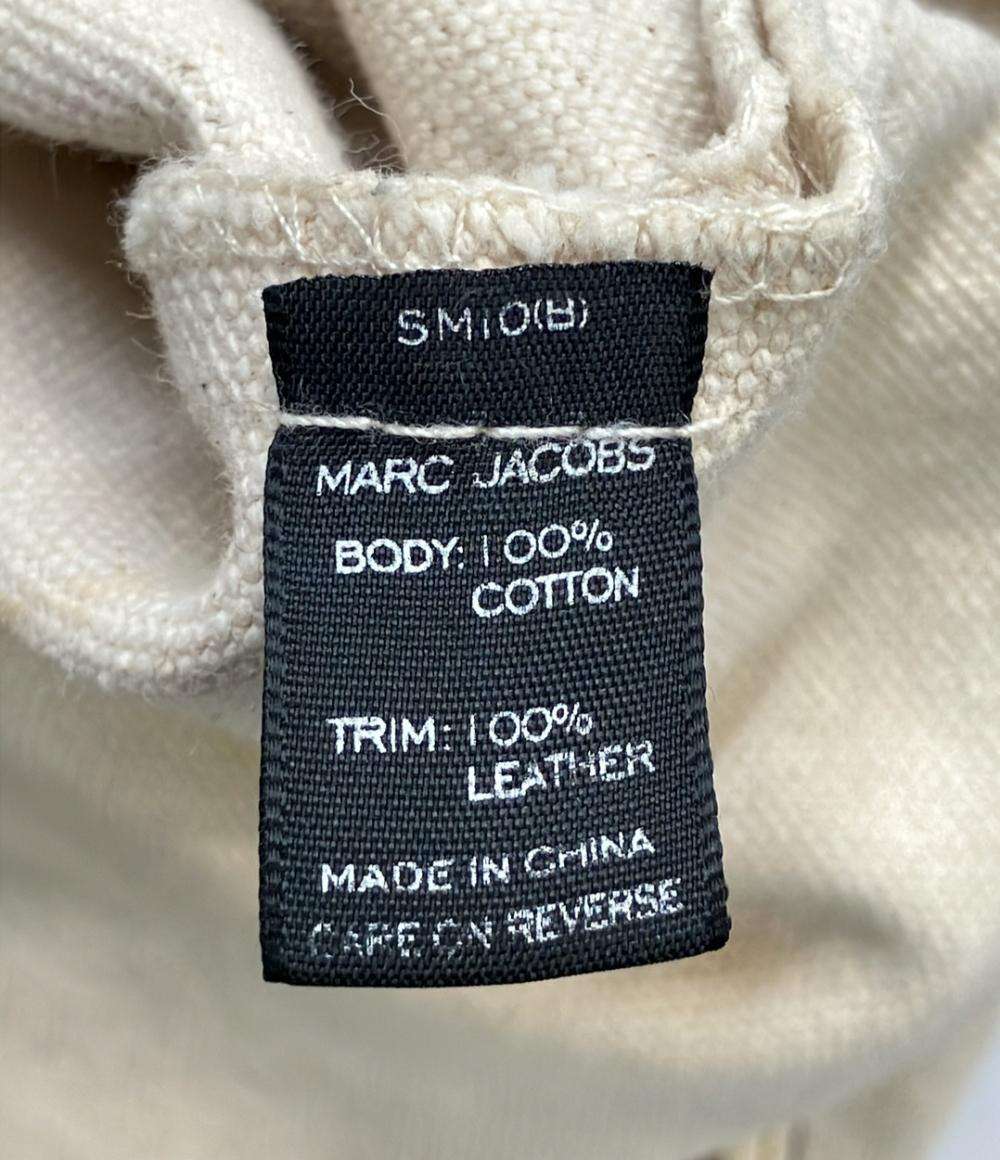 SM10(B)
MARC JACOBS
BODY: 100%
COTTON
TRIM: 100%
LEATHER
MADE IN CHINA
CARE ON REVERSE